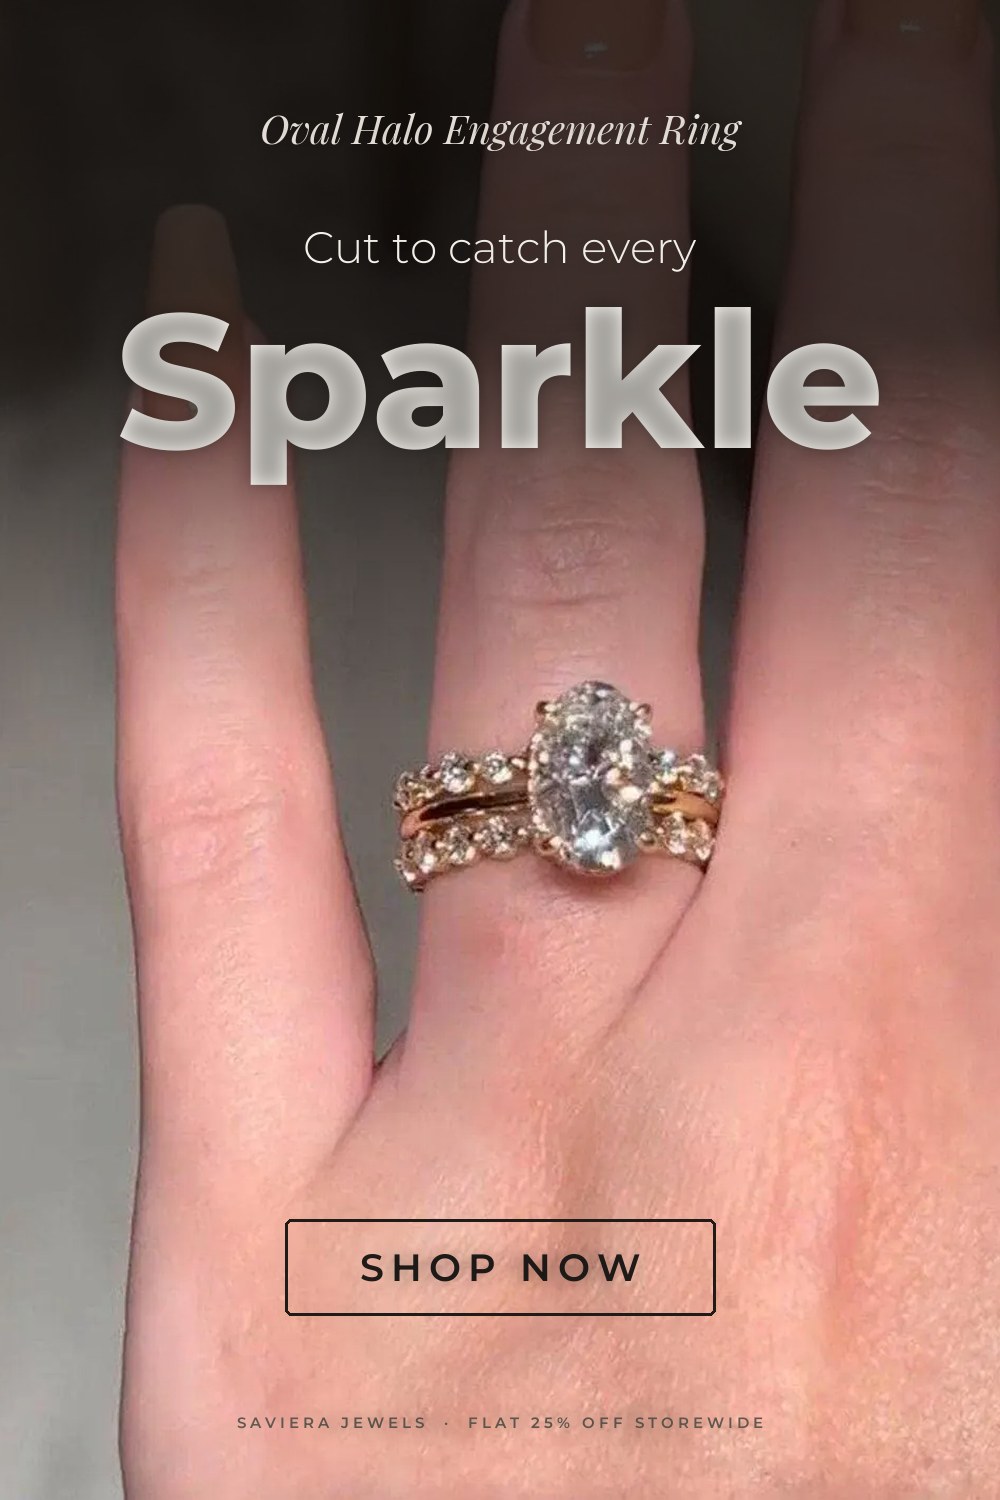 Oval Halo Engagement Ring
Cut to catch every
Sparkle
SHOP NOW
SAVIERA JEWELS · FLAT 25% OFF STOREWIDE